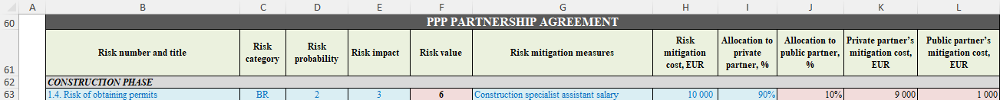 A B C D E F G H I J K L
60 PPP PARTNERSHIP AGREEMENT
61 Risk number and title Risk category Risk probability Risk impact Risk value Risk mitigation measures Risk mitigation cost, EUR Allocation to private partner, % Allocation to public partner, % Private partner's mitigation cost, EUR Public partner's mitigation cost, EUR
62 CONSTRUCTION PHASE
63 1.4. Risk of obtaining permits BR 2 3 6 Construction specialist assistant salary 10 000 90% 10% 9 000 1 000